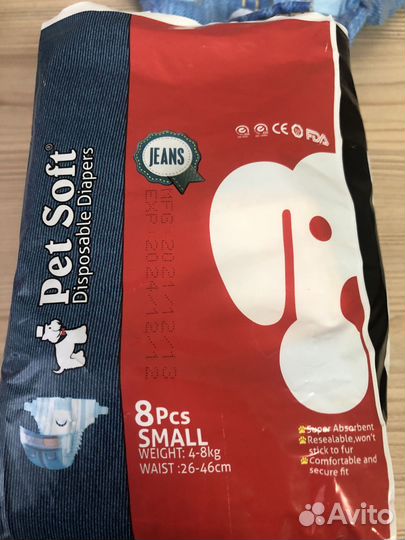 Pet Soft®
Disposable Diapers
JEANS
MFG: 2021/12/13
EXP: 2024/12/12
CE FDA
8Pcs
SMALL
WEIGHT: 4-8kg
WAIST :26-46cm
Super Absorbent
Resealable,won't
stick to fur
Comfortable and
secure fit
Avito